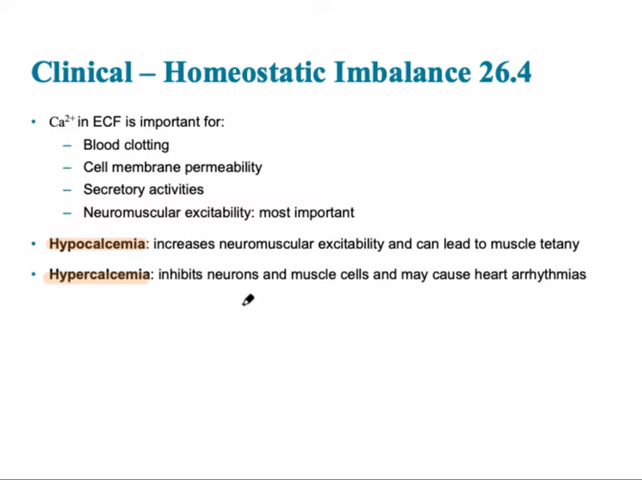 Clinical – Homeostatic Imbalance 26.4
• Ca²⁺ in ECF is important for:
– Blood clotting
– Cell membrane permeability
– Secretory activities
– Neuromuscular excitability: most important
• Hypocalcemia: increases neuromuscular excitability and can lead to muscle tetany
• Hypercalcemia: inhibits neurons and muscle cells and may cause heart arrhythmias